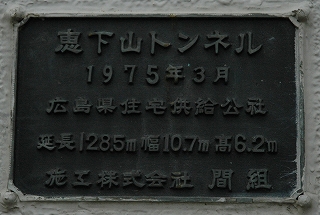 恵下山トンネル
1975年3月
広島県住宅供給公社
延長128.5m 幅10.7m 高6.2m
施工 株式会社 間組